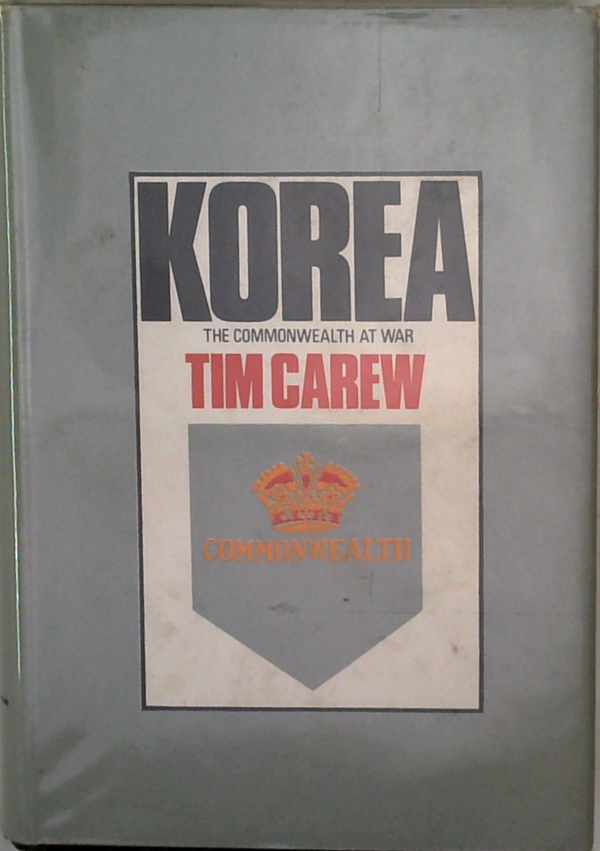 KOREA
THE COMMONWEALTH AT WAR
TIM CAREW
COMMONWEALTH